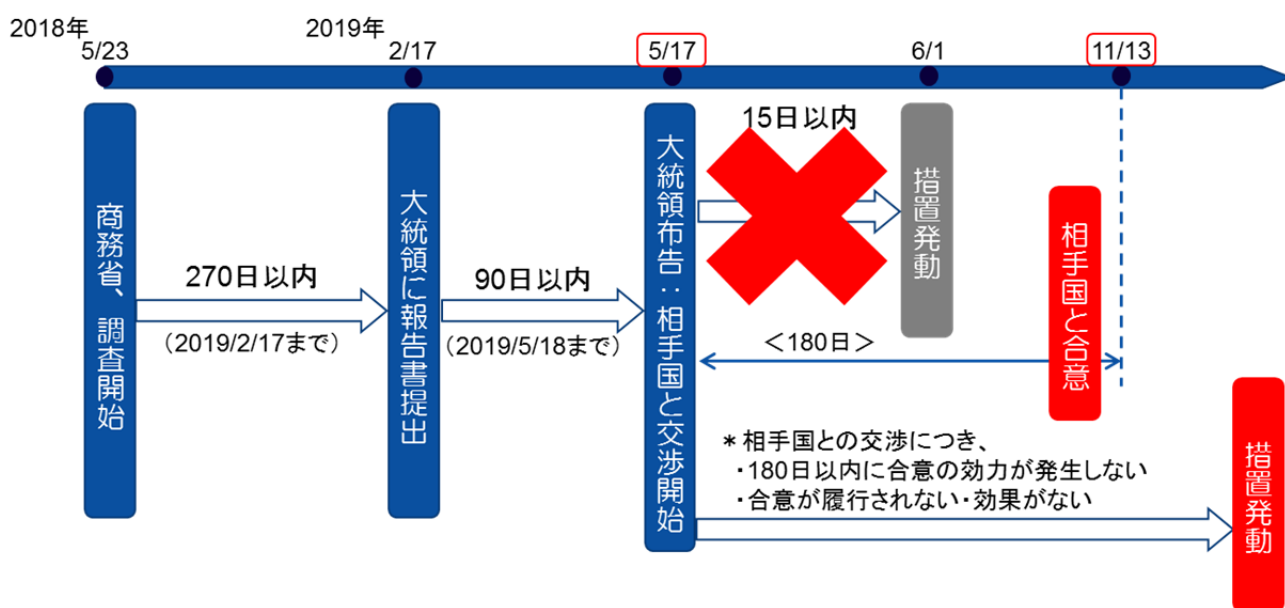 2018年
5/23
2019年
2/17
5/17
6/1
11/13
商務省、調査開始
270日以内
(2019/2/17まで)
大統領に報告書提出
90日以内
(2019/5/18まで)
大統領布告：相手国と交渉開始
15日以内
措置発動
<180日>
相手国と合意
＊相手国との交渉につき、
・180日以内に合意の効力が発生しない
・合意が履行されない・効果がない
措置発動